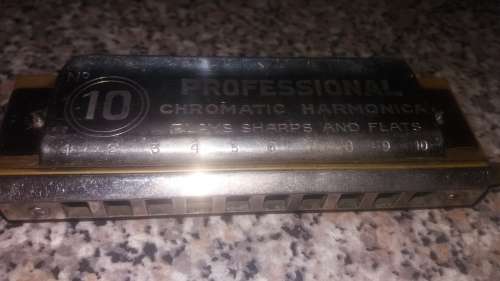 No
10
PROFESSIONAL
CHROMATIC HARMONICA
PLAYS SHARPS AND FLATS
1 2 3 4 5 6 8 9 10